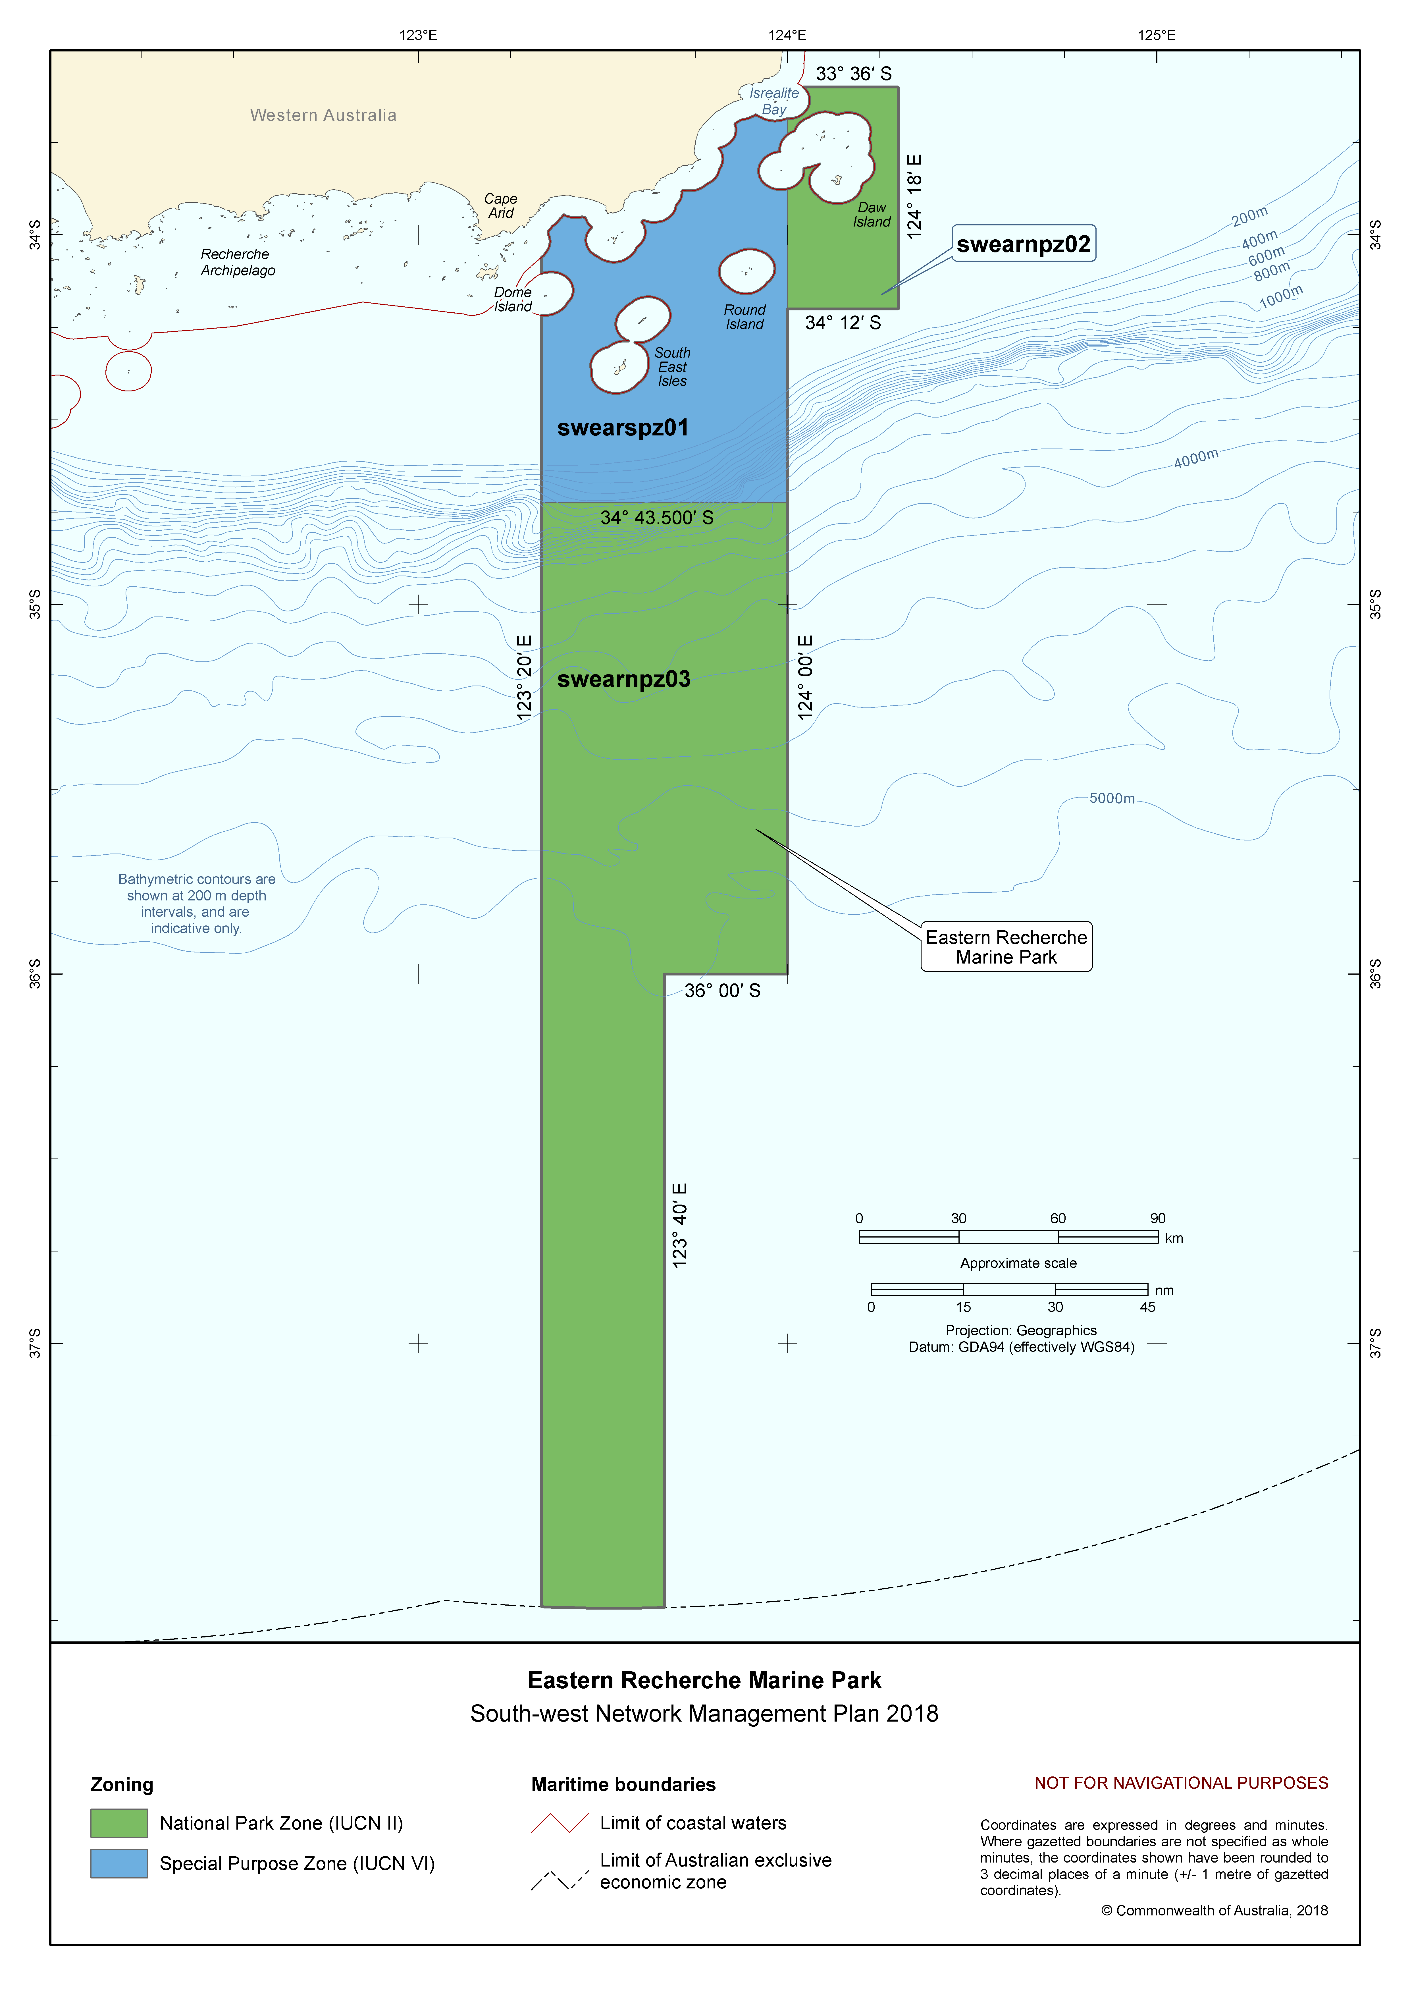 123°E
124°E
125°E
33° 36' S
Isrealite
Bay
Western Australia
124° 18' E
Cape
Arid
Daw
Island
200m
400m
600m
800m
1000m
34°S
34°S
swearnpz02
Recherche
Archipelago
Dome
Island
Round
Island
34° 12' S
South
East
Isles
swearspz01
4000m
34° 43.500' S
35°S
35°S
123° 20' E
swearnpz03
124° 00' E
5000m
Bathymetric contours are
shown at 200 m depth
intervals, and are
indicative only.
Eastern Recherche
Marine Park
36°S
36°S
36° 00' S
123° 40' E
0 30 60 90
km
Approximate scale
nm
0 15 30 45
Projection: Geographics
Datum: GDA94 (effectively WGS84)
37°S
37°S
Eastern Recherche Marine Park
South-west Network Management Plan 2018
Zoning
National Park Zone (IUCN II)
Special Purpose Zone (IUCN VI)
Maritime boundaries
Limit of coastal waters
Limit of Australian exclusive
economic zone
NOT FOR NAVIGATIONAL PURPOSES
Coordinates are expressed in degrees and minutes.
Where gazetted boundaries are not specified as whole
minutes, the coordinates shown have been rounded to
3 decimal places of a minute (+/- 1 metre of gazetted
coordinates).
© Commonwealth of Australia, 2018